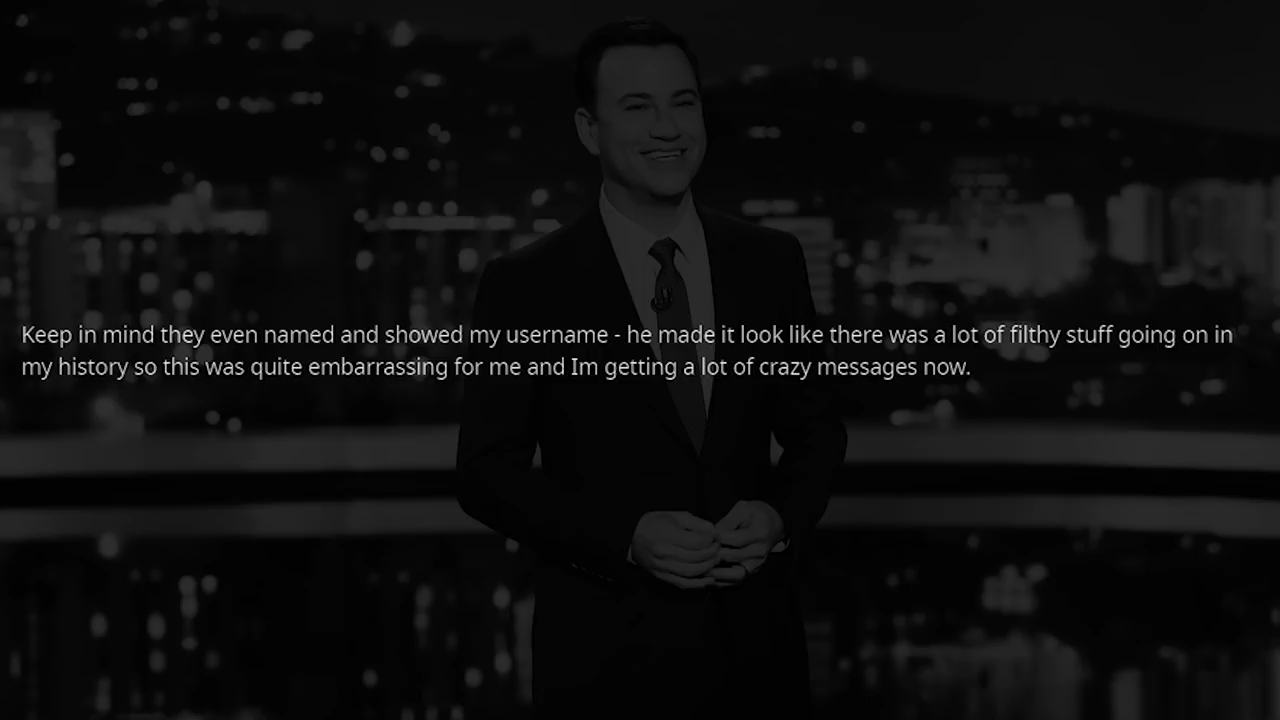 Keep in mind they even named and showed my username - he made it look like there was a lot of filthy stuff going on in
my history so this was quite embarrassing for me and Im getting a lot of crazy messages now.